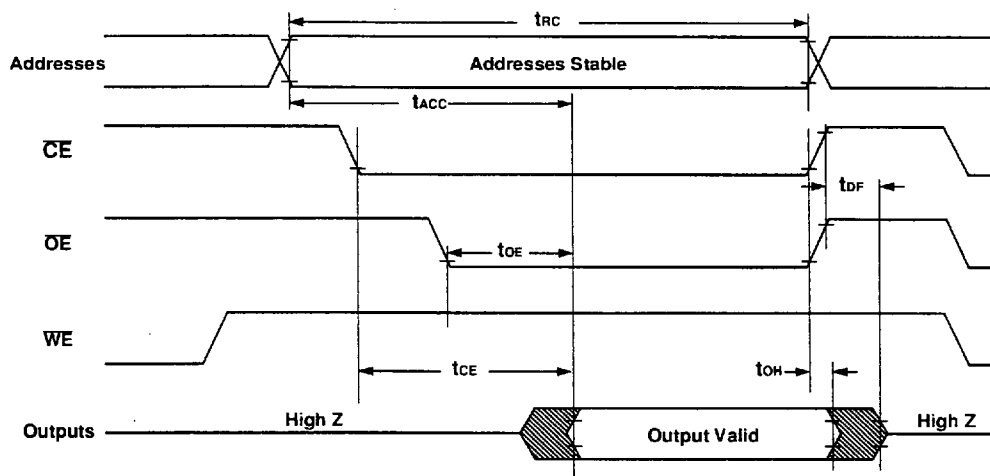 tRC
Addresses
Addresses Stable
tACC
CE
tDF
OE
tOE
WE
tCE
tOH
High Z
Outputs
Output Valid
High Z